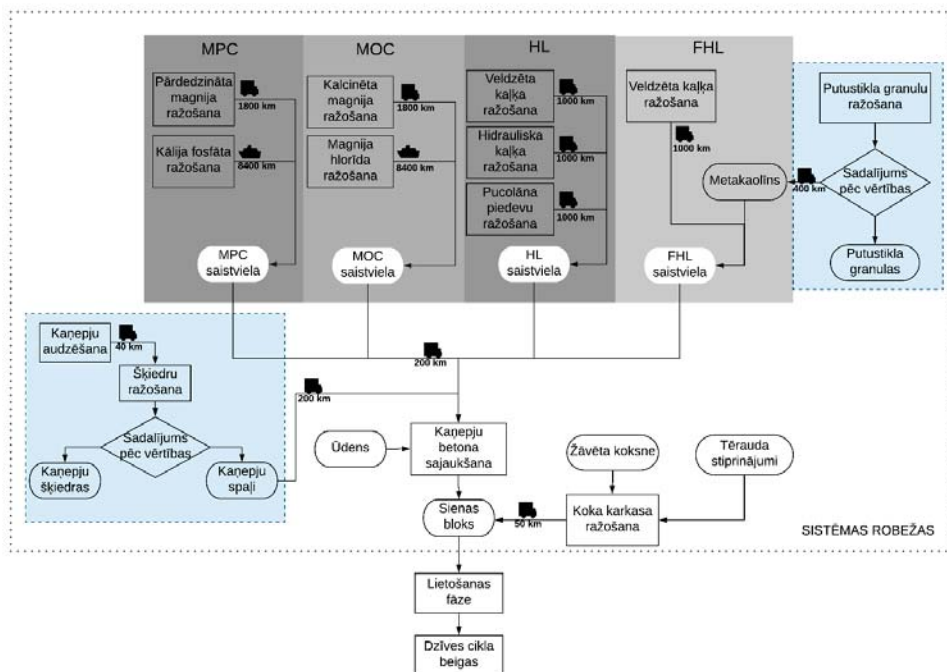 MPC
Pārdedzināta
magnija
ražošana
1800 km
Kālija fosfāta
ražošana
8400 km
MPC
saistviela
MOC
Kalcinēta
magnija
ražošana
1800 km
Magnija
hlorīda
ražošana
8400 km
MOC
saistviela
HL
Veldzēta
kaļķa
ražošana
1000 km
Hidrauliska
kaļķa
ražošana
1000 km
Pucolāna
piedevu
ražošana
1000 km
HL
saistviela
FHL
Veldzēta kaļķa
ražošana
1000 km
Metakaolīns
FHL
saistviela
Putustikla granulu
ražošana
400 km
Sadalījums
pēc vērtības
Putustikla
granulas
Kaņepju
audzēšana
40 km
Šķiedru
ražošana
Sadalījums
pēc vērtības
Kaņepju
šķiedras
Kaņepju
spaļi
200 km
200 km
Ūdens
Kaņepju
betona
sajaukšana
Žāvēta koksne
Tērauda
stiprinājumi
Sienas
bloks
50 km
Koka karkasa
ražošana
SISTĒMAS ROBEŽAS
Lietošanas
fāze
Dzīves cikla
beigas